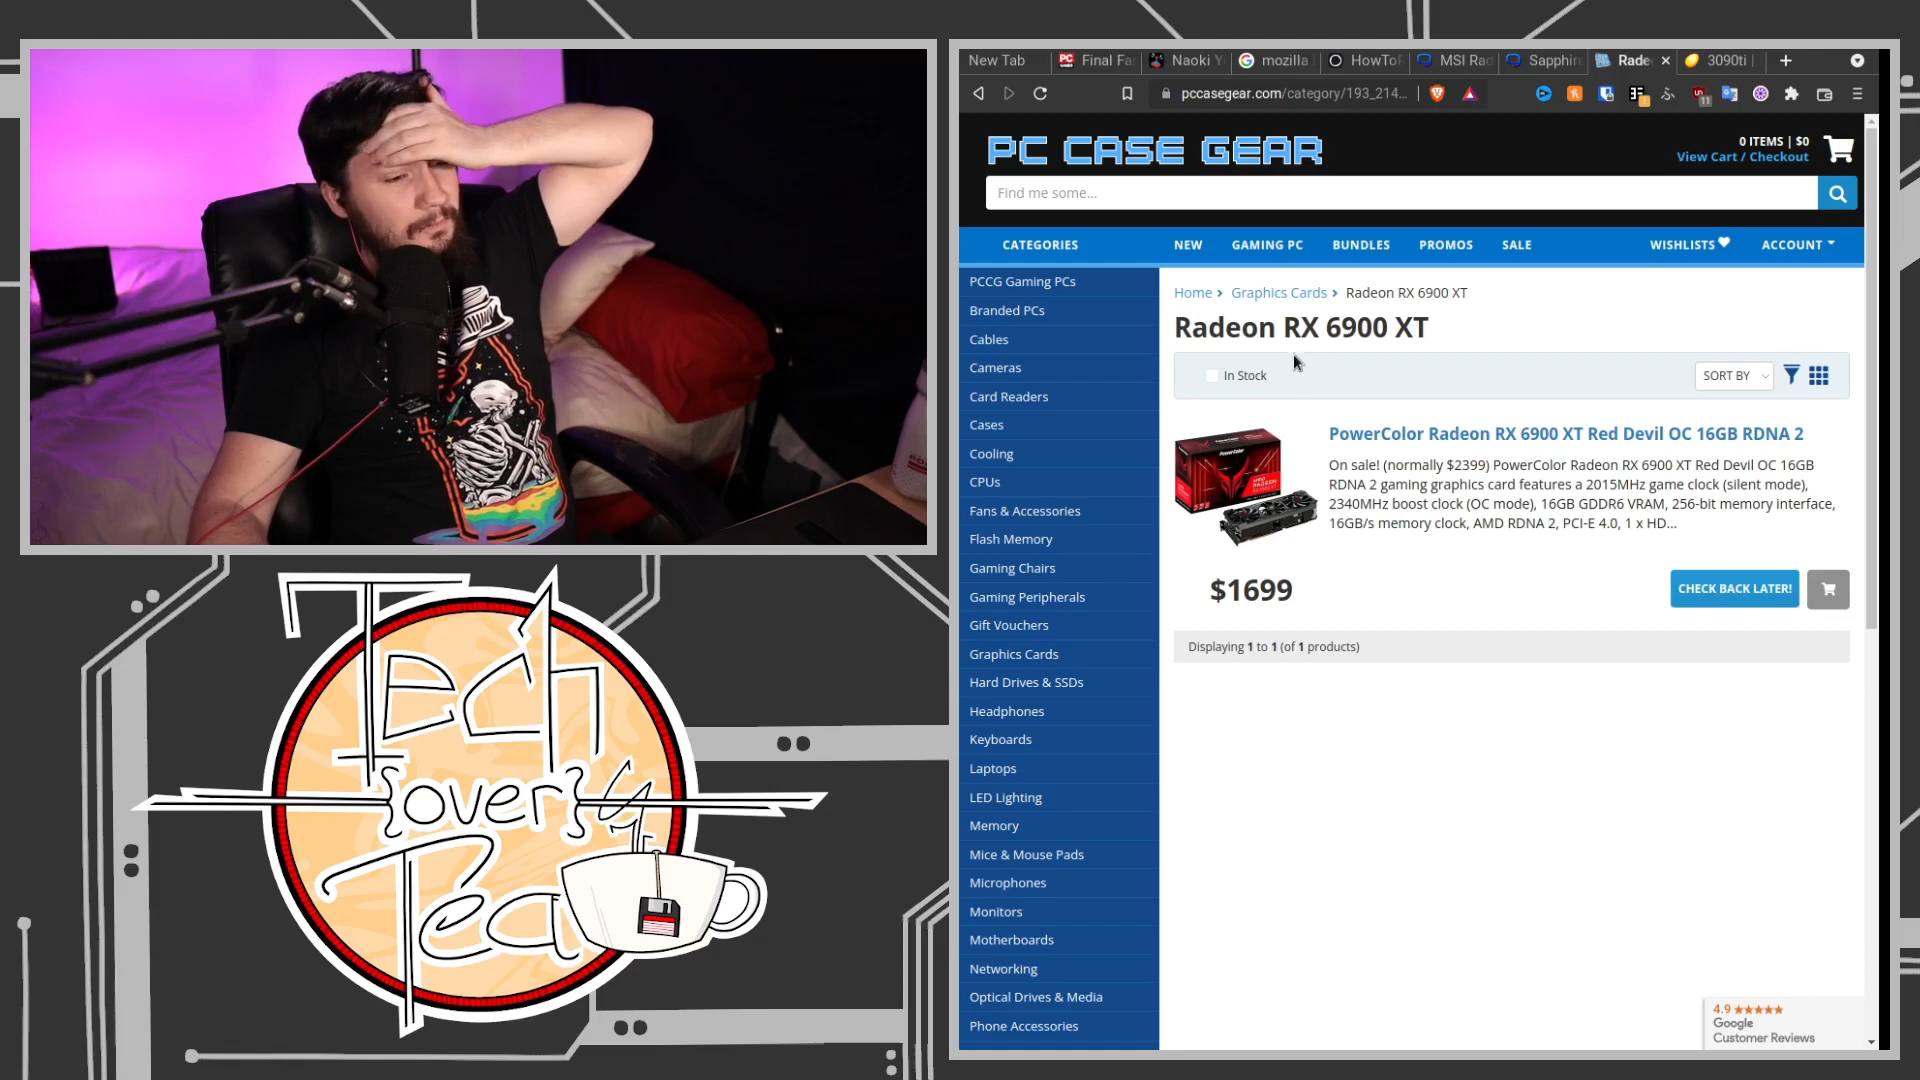 New Tab
Final Fa
Naoki Y
mozilla
HowTo
MSI Rad
Sapphir
Rade
3090ti
pccasegear.com/category/193_214...
11
PC CASE GEAR
0 ITEMS | $0
View Cart / Checkout
Find me some...
CATEGORIES
NEW
GAMING PC
BUNDLES
PROMOS
SALE
WISHLISTS
ACCOUNT
PCCG Gaming PCs
Branded PCs
Cables
Cameras
Card Readers
Cases
Cooling
CPUs
Fans & Accessories
Flash Memory
Gaming Chairs
Gaming Peripherals
Gift Vouchers
Graphics Cards
Hard Drives & SSDs
Headphones
Keyboards
Laptops
LED Lighting
Memory
Mice & Mouse Pads
Microphones
Monitors
Motherboards
Networking
Optical Drives & Media
Phone Accessories
Home › Graphics Cards › Radeon RX 6900 XT
Radeon RX 6900 XT
In Stock
SORT BY
PowerColor Radeon RX 6900 XT Red Devil OC 16GB RDNA 2
On sale! (normally $2399) PowerColor Radeon RX 6900 XT Red Devil OC 16GB
RDNA 2 gaming graphics card features a 2015MHz game clock (silent mode),
2340MHz boost clock (OC mode), 16GB GDDR6 VRAM, 256-bit memory interface,
16GB/s memory clock, AMD RDNA 2, PCI-E 4.0, 1 x HD...
$1699
CHECK BACK LATER!
Displaying 1 to 1 (of 1 products)
4.9 ★★★★★
Google
Customer Reviews
Tech
{over}
Tea